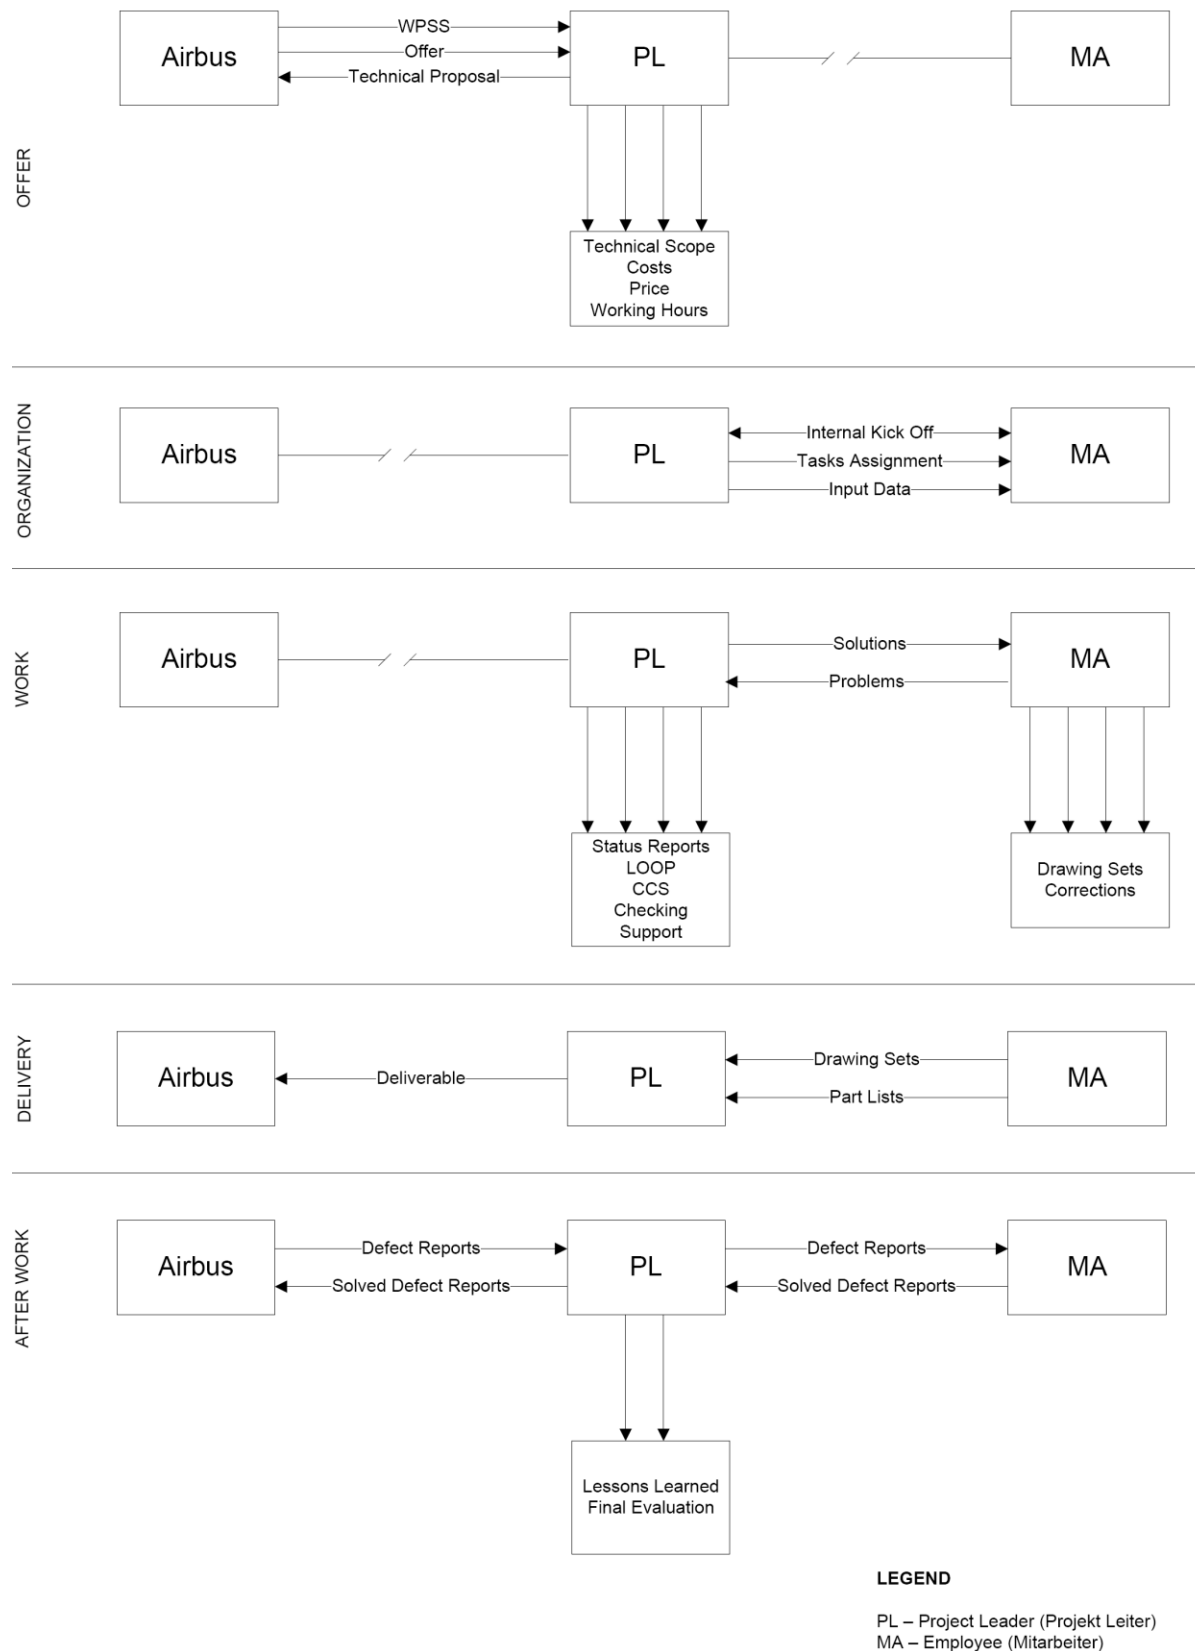 OFFER
Airbus
WPSS
Offer
Technical Proposal
PL
MA
Technical Scope
Costs
Price
Working Hours
ORGANIZATION
Airbus
PL
Internal Kick Off
Tasks Assignment
Input Data
MA
WORK
Airbus
PL
Solutions
Problems
MA
Status Reports
LOOP
CCS
Checking
Support
Drawing Sets
Corrections
DELIVERY
Airbus
Deliverable
PL
Drawing Sets
Part Lists
MA
AFTER WORK
Airbus
Defect Reports
Solved Defect Reports
PL
Defect Reports
Solved Defect Reports
MA
Lessons Learned
Final Evaluation
LEGEND
PL – Project Leader (Projekt Leiter)
MA – Employee (Mitarbeiter)